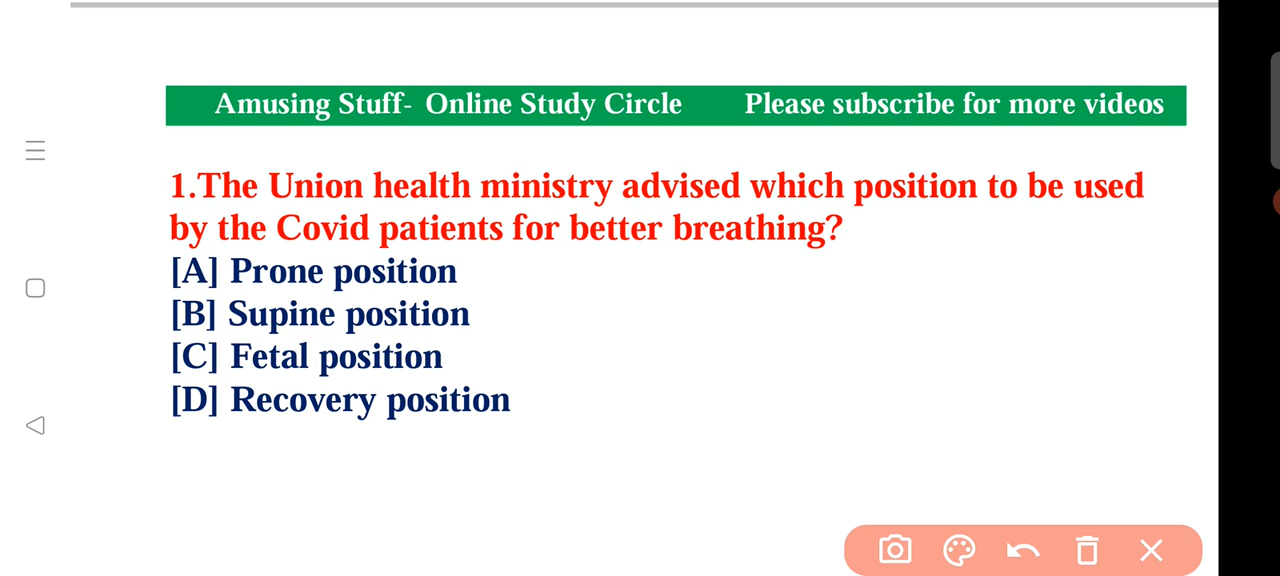 Amusing Stuff- Online Study Circle Please subscribe for more videos
1.The Union health ministry advised which position to be used
by the Covid patients for better breathing?
[A] Prone position
[B] Supine position
[C] Fetal position
[D] Recovery position